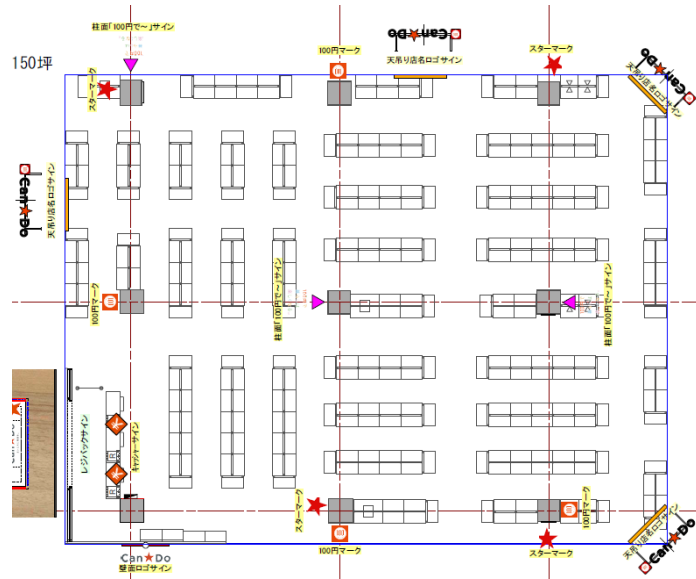 柱面「100円で～」サイン
Can★Do
天吊り店名ロゴサイン
100円マーク
スターマーク
150坪
スターマーク
天吊り店名ロゴサイン
Can★Do
Can★Do
天吊り店名ロゴサイン
100円マーク
柱面「100円で～」サイン
柱面「100円で～」サイン
レジバックサイン
キャッシャーサイン
R
R
スターマーク
100円マーク
100円マーク
スターマーク
天吊り店名ロゴサイン
Can★Do
Can★Do
壁面ロゴサイン